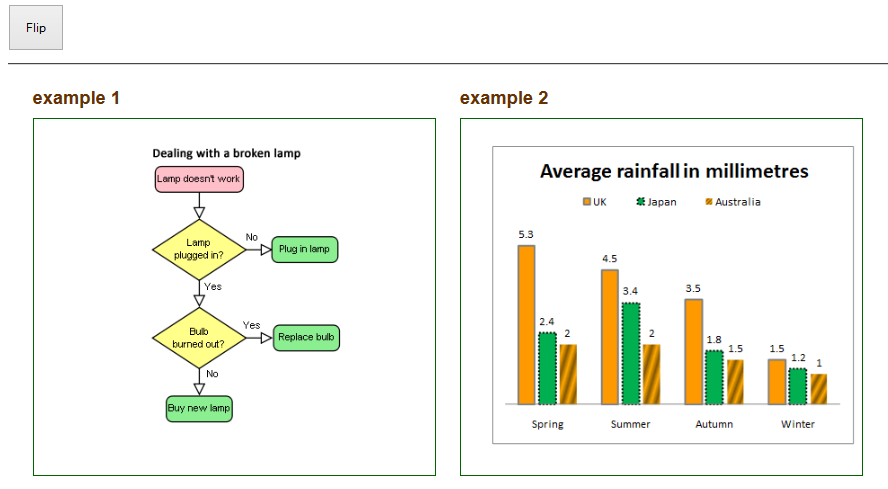 Flip
example 1
Dealing with a broken lamp
Lamp doesn't work
Lamp
plugged in?
No
Plug in lamp
Yes
Bulb
burned out?
Yes
Replace bulb
No
Buy new lamp
example 2
Average rainfall in millimetres
UK Japan Australia
5.3
2.4
2
4.5
3.4
2
3.5
1.8
1.5
1.5
1.2
1
Spring Summer Autumn Winter